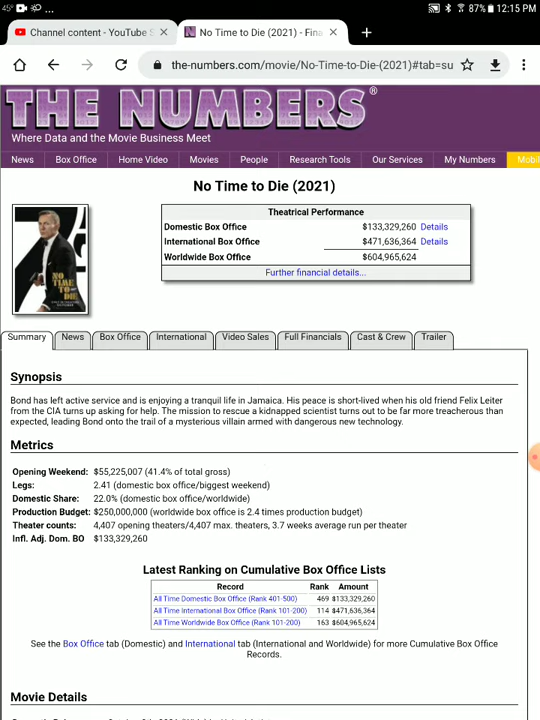 45°
87% 12:15 PM
Channel content - YouTube S
No Time to Die (2021) - Fina
the-numbers.com/movie/No-Time-to-Die-(2021)#tab=su
THE NUMBERS®
Where Data and the Movie Business Meet
News Box Office Home Video Movies People Research Tools Our Services My Numbers Mobil
No Time to Die (2021)
NO
TIME
TO DIE
Theatrical Performance
Domestic Box Office $133,329,260 Details
International Box Office $471,636,364 Details
Worldwide Box Office $604,965,624
Further financial details...
Summary News Box Office International Video Sales Full Financials Cast & Crew Trailer
Synopsis
Bond has left active service and is enjoying a tranquil life in Jamaica. His peace is short-lived when his old friend Felix Leiter
from the CIA turns up asking for help. The mission to rescue a kidnapped scientist turns out to be far more treacherous than
expected, leading Bond onto the trail of a mysterious villain armed with dangerous new technology.
Metrics
Opening Weekend: $55,225,007 (41.4% of total gross)
Legs: 2.41 (domestic box office/biggest weekend)
Domestic Share: 22.0% (domestic box office/worldwide)
Production Budget: $250,000,000 (worldwide box office is 2.4 times production budget)
Theater counts: 4,407 opening theaters/4,407 max. theaters, 3.7 weeks average run per theater
Infl. Adj. Dom. BO $133,329,260
Latest Ranking on Cumulative Box Office Lists
Record Rank Amount
All Time Domestic Box Office (Rank 401-500) 469 $133,329,260
All Time International Box Office (Rank 101-200) 114 $471,636,364
All Time Worldwide Box Office (Rank 101-200) 163 $604,965,624
See the Box Office tab (Domestic) and International tab (International and Worldwide) for more Cumulative Box Office
Records.
Movie Details